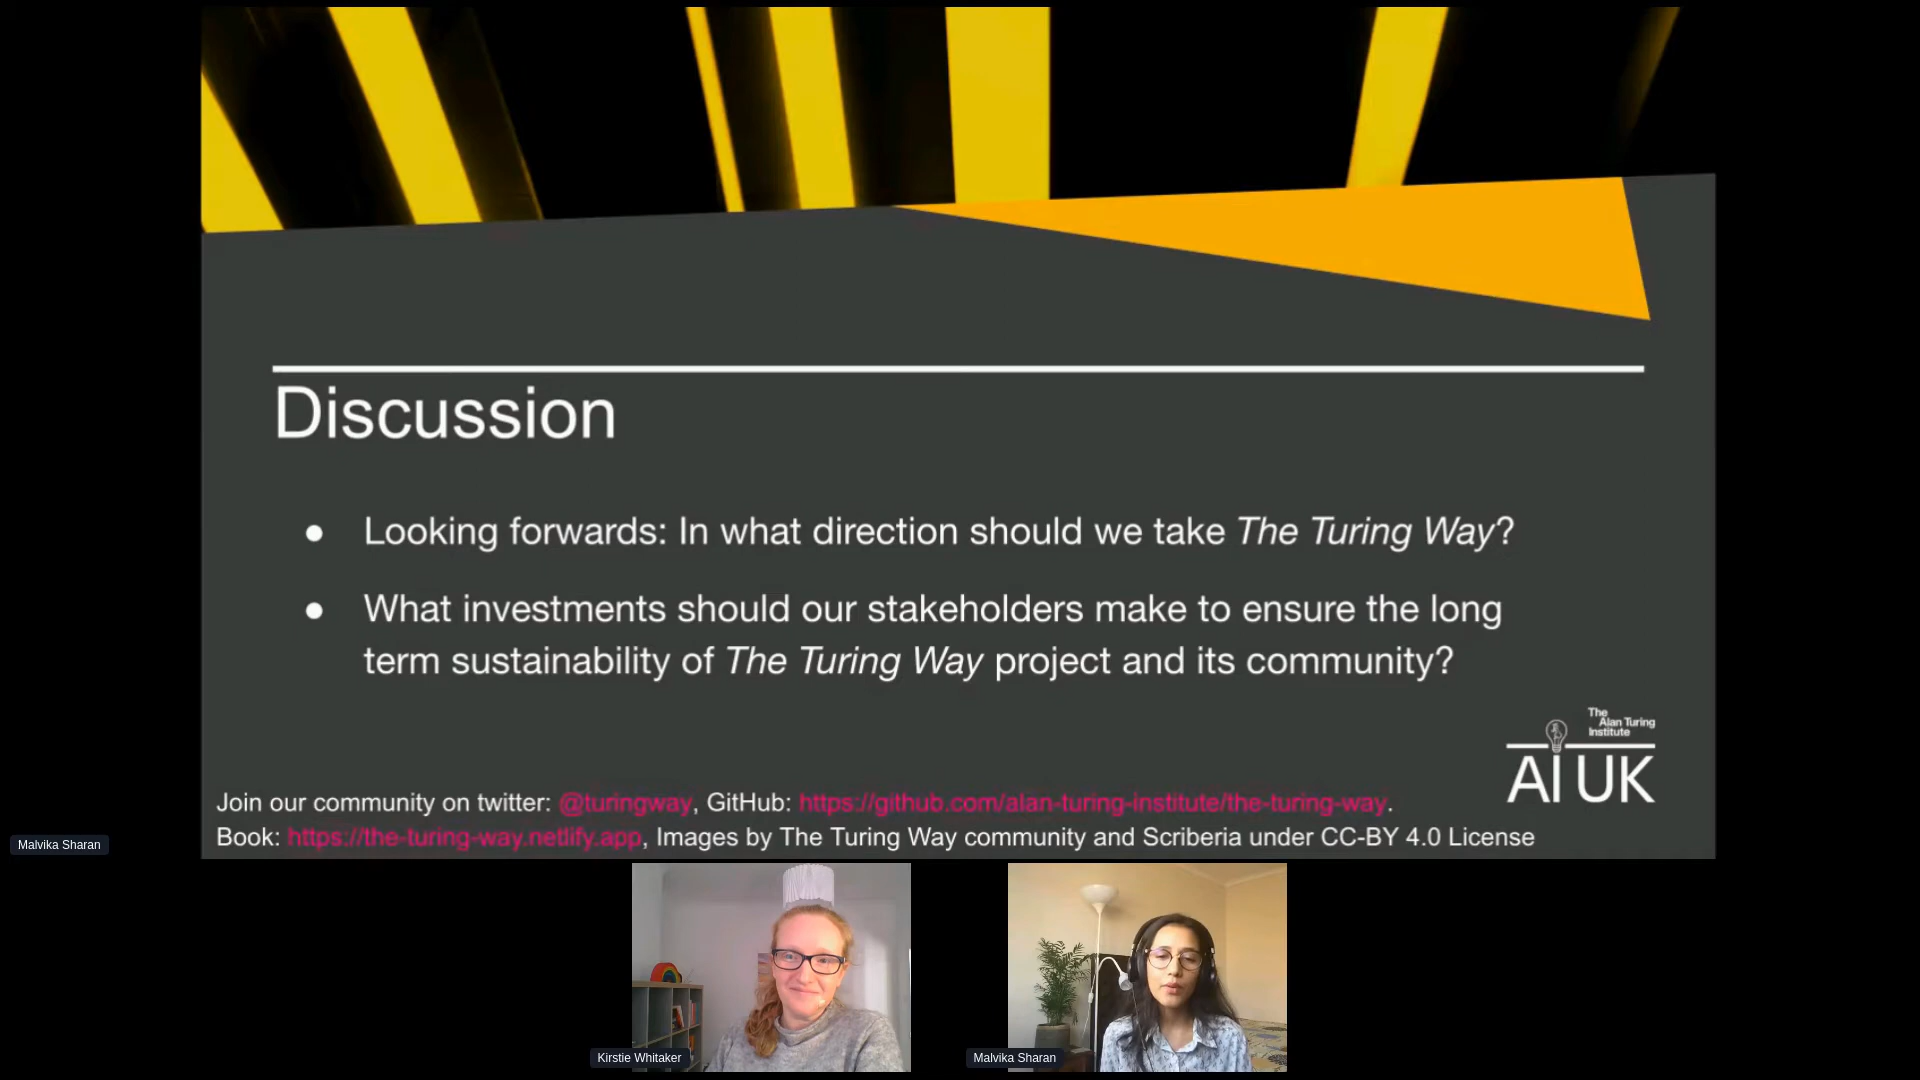 Discussion
● Looking forwards: In what direction should we take The Turing Way?
● What investments should our stakeholders make to ensure the long
term sustainability of The Turing Way project and its community?
The
Alan Turing
Institute
AI UK
Join our community on twitter: @turingway, GitHub: https://github.com/alan-turing-institute/the-turing-way.
Book: https://the-turing-way.netlify.app, Images by The Turing Way community and Scriberia under CC-BY 4.0 License
Malvika Sharan
Kirstie Whitaker
Malvika Sharan